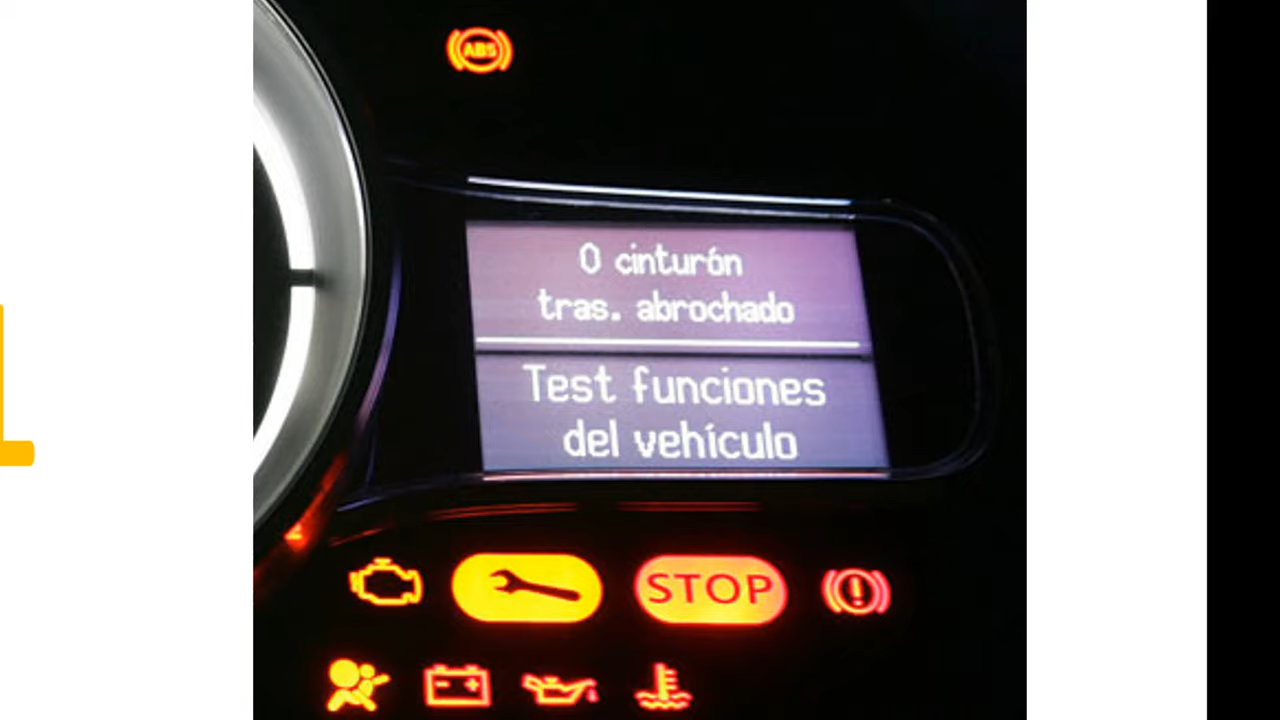 ABS
0 cinturón
tras. abrochado
Test funciones
del vehículo
STOP